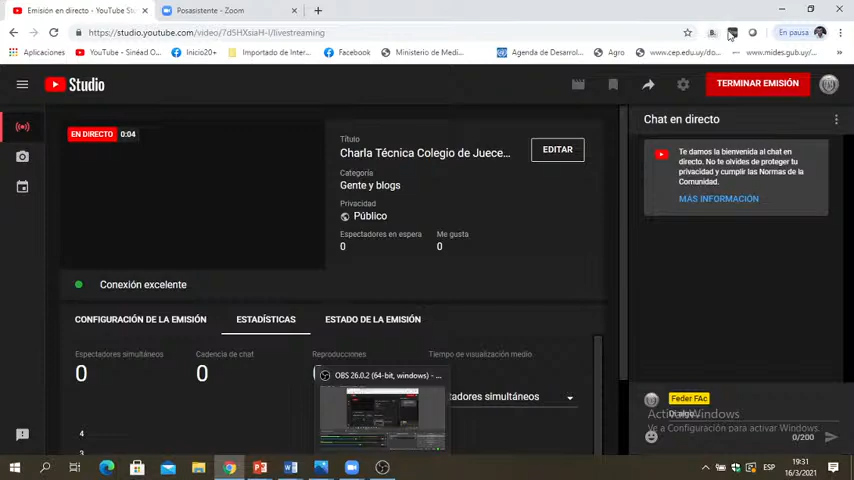 Emisión en directo - YouTube Stu
Posasistente - Zoom
https://studio.youtube.com/video/7d5HXsiaH-I/livestreaming
En pausa
Aplicaciones
YouTube - Sinéad O...
Inicio20+
Importado de Inter...
Facebook
Ministerio de Medi...
Agenda de Desarrol...
Agro
www.cep.edu.uy/do...
www.mides.gub.uy/...
Studio
TERMINAR EMISIÓN
EN DIRECTO 0:04
Título
Charla Técnica Colegio de Juece...
EDITAR
Categoría
Gente y blogs
Privacidad
Público
Espectadores en espera
0
Me gusta
0
Conexión excelente
CONFIGURACIÓN DE LA EMISIÓN
ESTADÍSTICAS
ESTADO DE LA EMISIÓN
Espectadores simultáneos
0
Cadencia de chat
0
Reproducciones
Tiempo de visualización medio
OBS 26.0.2 (64-bit, windows) - ...
tadores simultáneos
4
3
Chat en directo
Te damos la bienvenida al chat en
directo. No te olvides de proteger tu
privacidad y cumplir las Normas de la
Comunidad.
MÁS INFORMACIÓN
Feder FAc
Di algo...
Activar Windows
Ve a Configuración para activar Windows.
0/200
ESP
19:31
16/3/2021